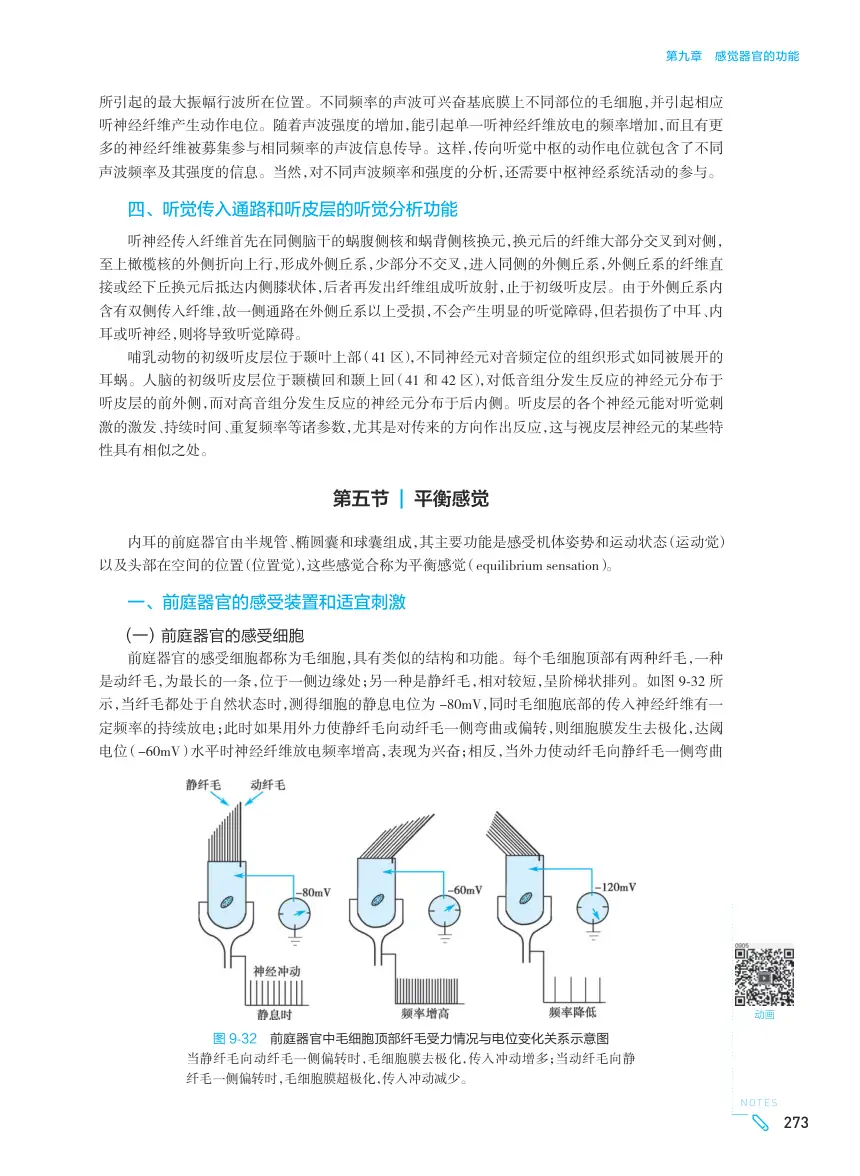 第九章　感觉器官的功能
所引起的最大振幅行波所在位置。不同频率的声波可兴奋基底膜上不同部位的毛细胞,并引起相应
听神经纤维产生动作电位。随着声波强度的增加,能引起单一听神经纤维放电的频率增加,而且有更
多的神经纤维被募集参与相同频率的声波信息传导。这样,传向听觉中枢的动作电位就包含了不同
声波频率及其强度的信息。当然,对不同声波频率和强度的分析,还需要中枢神经系统活动的参与。
四、听觉传入通路和听皮层的听觉分析功能
听神经传入纤维首先在同侧脑干的蜗腹侧核和蜗背侧核换元,换元后的纤维大部分交叉到对侧,
至上橄榄核的外侧折向上行,形成外侧丘系,少部分不交叉,进入同侧的外侧丘系,外侧丘系的纤维直
接或经下丘换元后抵达内侧膝状体,后者再发出纤维组成听放射,止于初级听皮层。由于外侧丘系内
含有双侧传入纤维,故一侧通路在外侧丘系以上受损,不会产生明显的听觉障碍,但若损伤了中耳、内
耳或听神经,则将导致听觉障碍。
哺乳动物的初级听皮层位于颞叶上部(41 区),不同神经元对音频定位的组织形式如同被展开的
耳蜗。人脑的初级听皮层位于颞横回和颞上回(41 和 42 区),对低音组分发生反应的神经元分布于
听皮层的前外侧,而对高音组分发生反应的神经元分布于后内侧。听皮层的各个神经元能对听觉刺
激的激发、持续时间、重复频率等诸参数,尤其是对传来的方向作出反应,这与视皮层神经元的某些特
性具有相似之处。
第五节 | 平衡感觉
内耳的前庭器官由半规管、椭圆囊和球囊组成,其主要功能是感受机体姿势和运动状态(运动觉)
以及头部在空间的位置(位置觉),这些感觉合称为平衡感觉(equilibrium sensation)。
一、前庭器官的感受装置和适宜刺激
(一) 前庭器官的感受细胞
前庭器官的感受细胞都称为毛细胞,具有类似的结构和功能。每个毛细胞顶部有两种纤毛,一种
是动纤毛,为最长的一条,位于一侧边缘处;另一种是静纤毛,相对较短,呈阶梯状排列。如图 9-32 所
示,当纤毛都处于自然状态时,测得细胞的静息电位为 –80mV,同时毛细胞底部的传入神经纤维有一
定频率的持续放电;此时如果用外力使静纤毛向动纤毛一侧弯曲或偏转,则细胞膜发生去极化,达阈
电位(–60mV)水平时神经纤维放电频率增高,表现为兴奋;相反,当外力使动纤毛向静纤毛一侧弯曲
静纤毛 动纤毛
–80mV
–60mV
–120mV
神经冲动
静息时
频率增高
频率降低
图 9-32　前庭器官中毛细胞顶部纤毛受力情况与电位变化关系示意图
当静纤毛向动纤毛一侧偏转时,毛细胞膜去极化,传入冲动增多;当动纤毛向静
纤毛一侧偏转时,毛细胞膜超极化,传入冲动减少。
0905
动画
NOTES
273